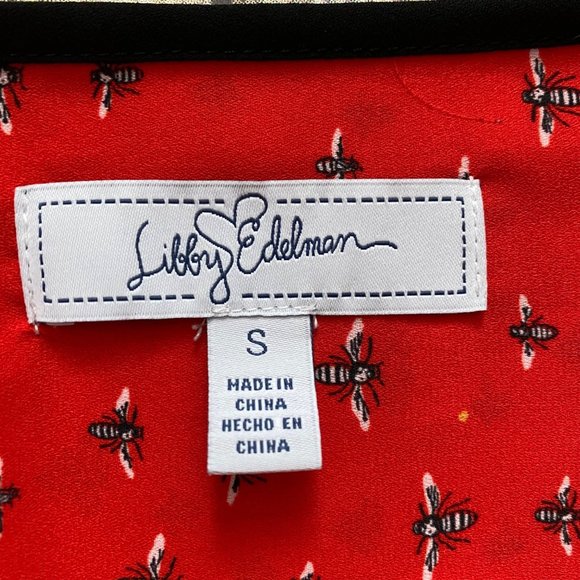 Libby Edelman
S
MADE IN
CHINA
HECHO EN
CHINA